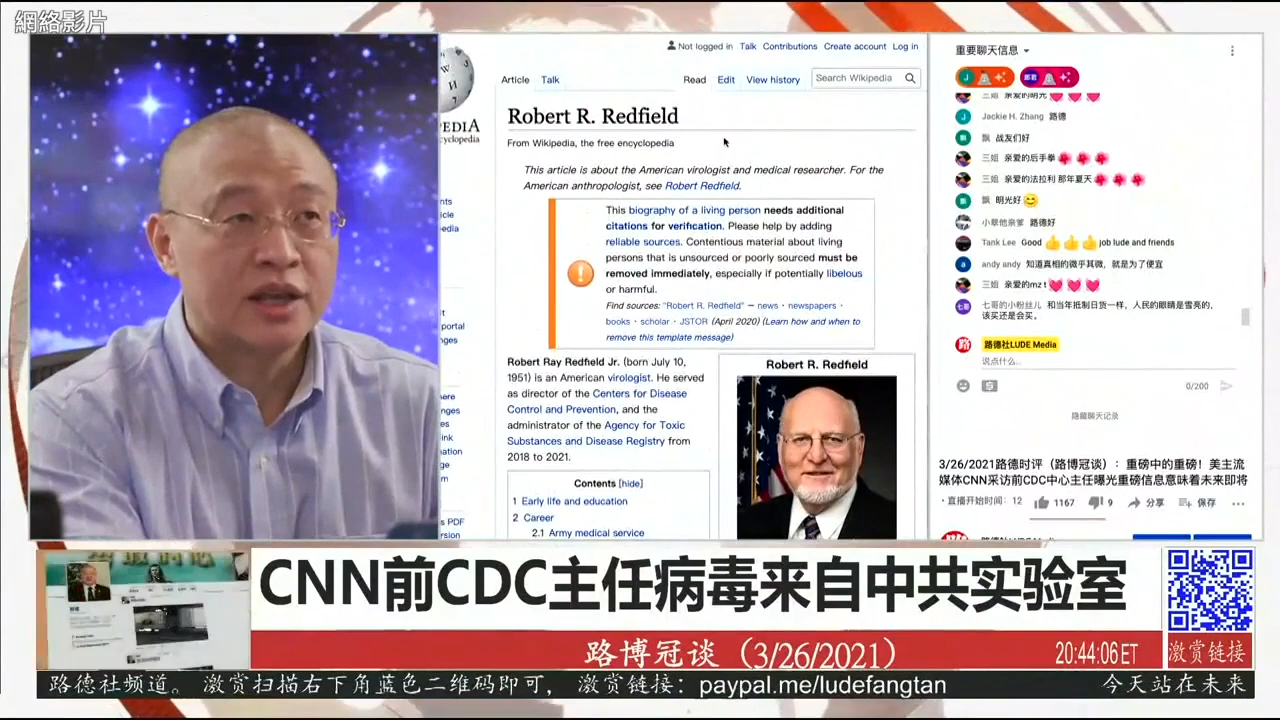 網絡影片
PEDIA
cyclopedia
Not logged in Talk Contributions Create account Log in
Article Talk Read Edit View history Search Wikipedia
Robert R. Redfield
From Wikipedia, the free encyclopedia
This article is about the American virologist and medical researcher. For the
American anthropologist, see Robert Redfield.
This biography of a living person needs additional
citations for verification. Please help by adding
reliable sources. Contentious material about living
persons that is unsourced or poorly sourced must be
removed immediately, especially if potentially libelous
or harmful.
Find sources: "Robert R. Redfield" – news · newspapers ·
books · scholar · JSTOR (April 2020) (Learn how and when to
remove this template message)
Robert Ray Redfield Jr. (born July 10,
1951) is an American virologist. He served
as director of the Centers for Disease
Control and Prevention, and the
administrator of the Agency for Toxic
Substances and Disease Registry from
2018 to 2021.
Robert R. Redfield
Contents [hide]
1 Early life and education
2 Career
2.1 Army medical service
重要聊天信息
三姐 亲爱的明光
Jackie H. Zhang 路德
飘 战友们好
三姐 亲爱的后手拳
三姐 亲爱的法拉利 那年夏天
飘 明光好
小翠他亲爹 路德好
Tank Lee Good job lude and friends
andy andy 知道真相的微乎其微，就是为了便宜
三姐 亲爱的mz t
七哥的小粉丝儿 和当年抵制日货一样，人民的眼睛是雪亮的，
该买还是会买。
路德社LUDE Media
说点什么...
0/200
隐藏聊天记录
3/26/2021路德时评（路博冠谈）：重磅中的重磅！美主流
媒体CNN采访前CDC中心主任曝光重磅信息意味着未来即将
直播开始时间：12 1167 9 分享 保存
CNN前CDC主任病毒来自中共实验室
路博冠谈（3/26/2021）
20:44:06 ET
激赏链接
路德社频道。 激赏扫描右下角蓝色二维码即可， 激赏链接：paypal.me/ludefangtan
今天站在未来